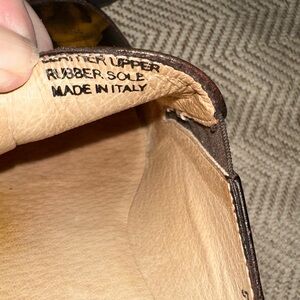 LEATHER UPPER
RUBBER SOLE
MADE IN ITALY